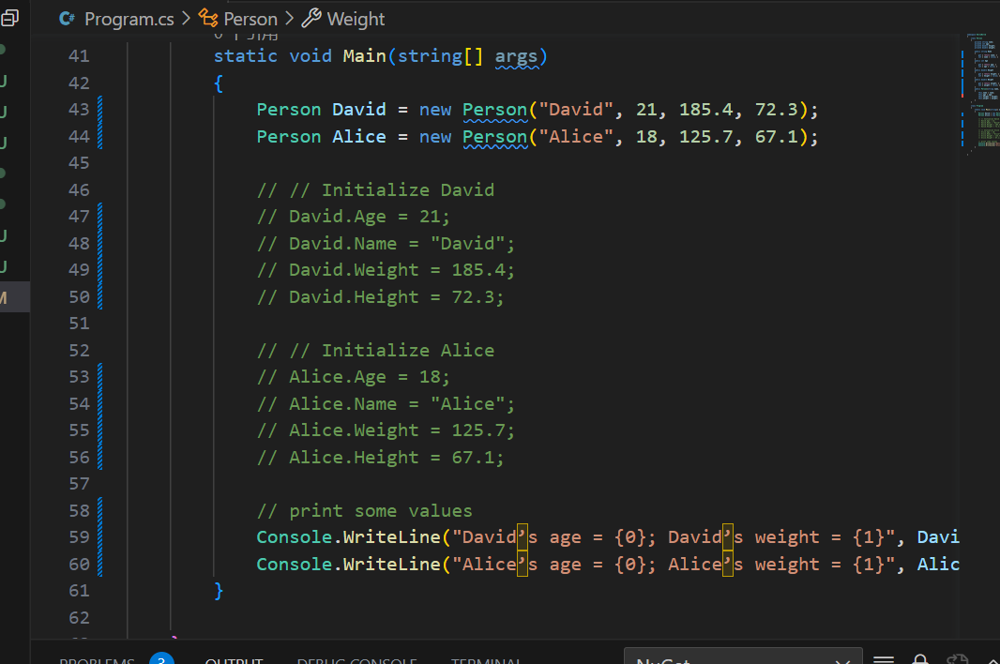 Program.cs > Person > Weight
0 个引用
41 static void Main(string[] args)
42 {
43 Person David = new Person("David", 21, 185.4, 72.3);
44 Person Alice = new Person("Alice", 18, 125.7, 67.1);
45
46 // // Initialize David
47 // David.Age = 21;
48 // David.Name = "David";
49 // David.Weight = 185.4;
50 // David.Height = 72.3;
51
52 // // Initialize Alice
53 // Alice.Age = 18;
54 // Alice.Name = "Alice";
55 // Alice.Weight = 125.7;
56 // Alice.Height = 67.1;
57
58 // print some values
59 Console.WriteLine("David’s age = {0}; David’s weight = {1}", Davi
60 Console.WriteLine("Alice’s age = {0}; Alice’s weight = {1}", Alic
61 }
62
PROBLEMS 3 OUTPUT DEBUG CONSOLE TERMINAL NuGet